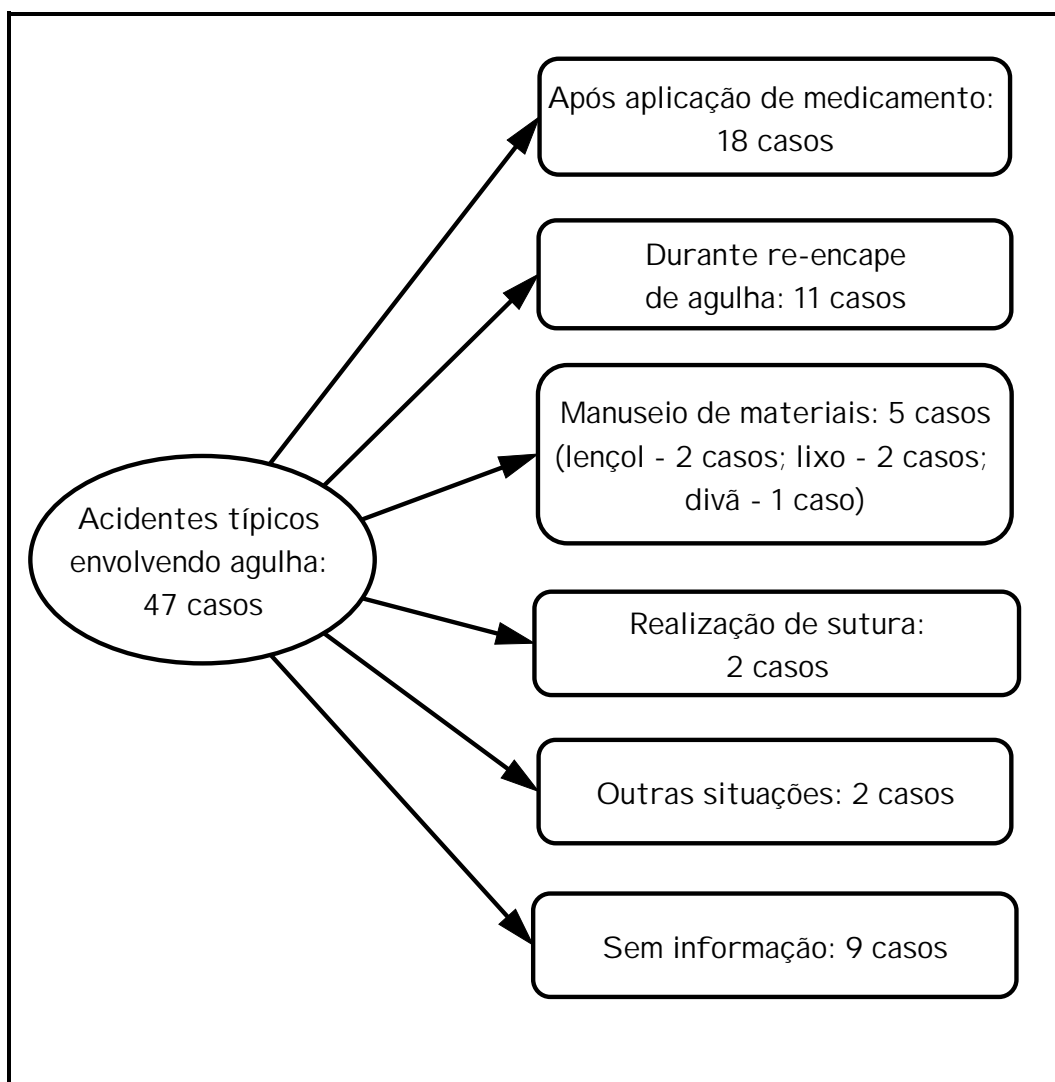 Após aplicação de medicamento:
18 casos
Durante re-encape
de agulha: 11 casos
Manuseio de materiais: 5 casos
(lençol - 2 casos; lixo - 2 casos;
divã - 1 caso)
Acidentes típicos
envolvendo agulha:
47 casos
Realização de sutura:
2 casos
Outras situações: 2 casos
Sem informação: 9 casos